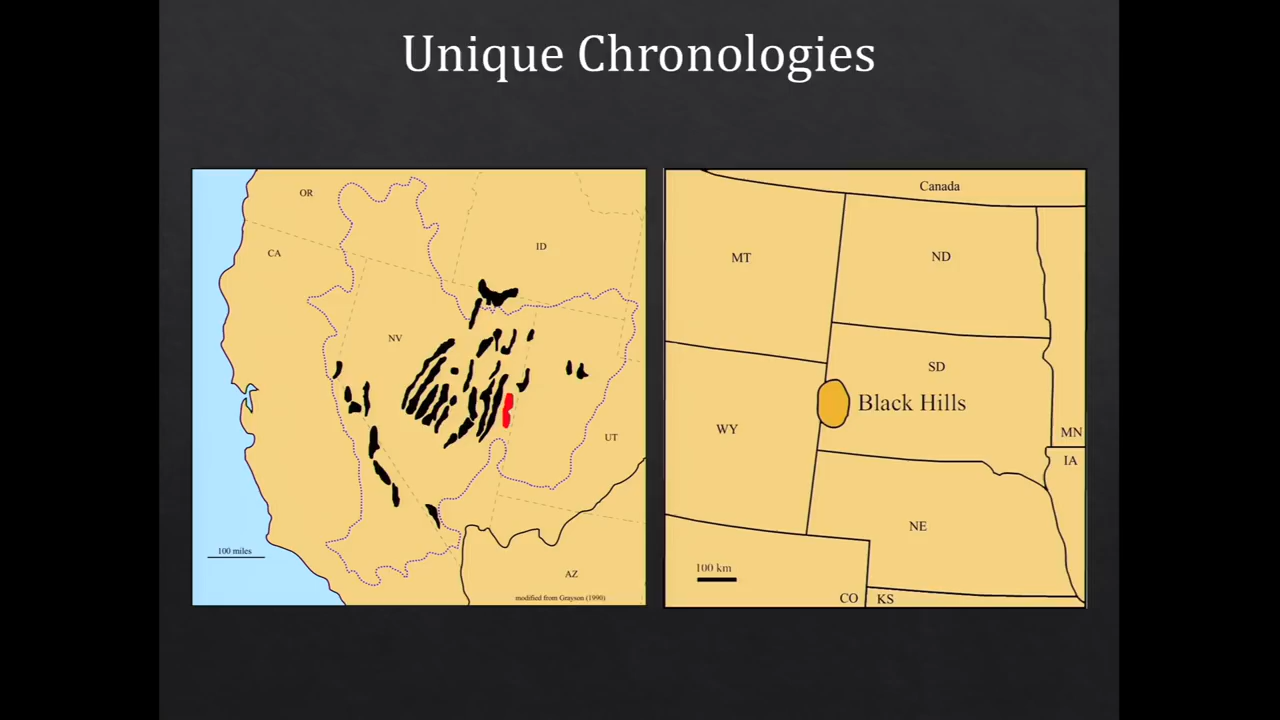 Unique Chronologies
OR
CA
ID
NV
UT
100 miles
AZ
modified from Grayson (1990)
Canada
MT
ND
SD
Black Hills
WY
MN
IA
NE
100 km
CO
KS